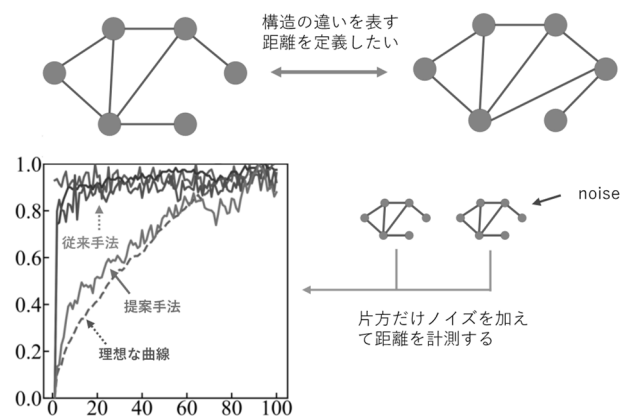 構造の違いを表す
距離を定義したい
1.0
0.8
0.6
0.4
0.2
0.0
従来手法
提案手法
理想な曲線
0 20 40 60 80 100
noise
片方だけノイズを加え
て距離を計測する